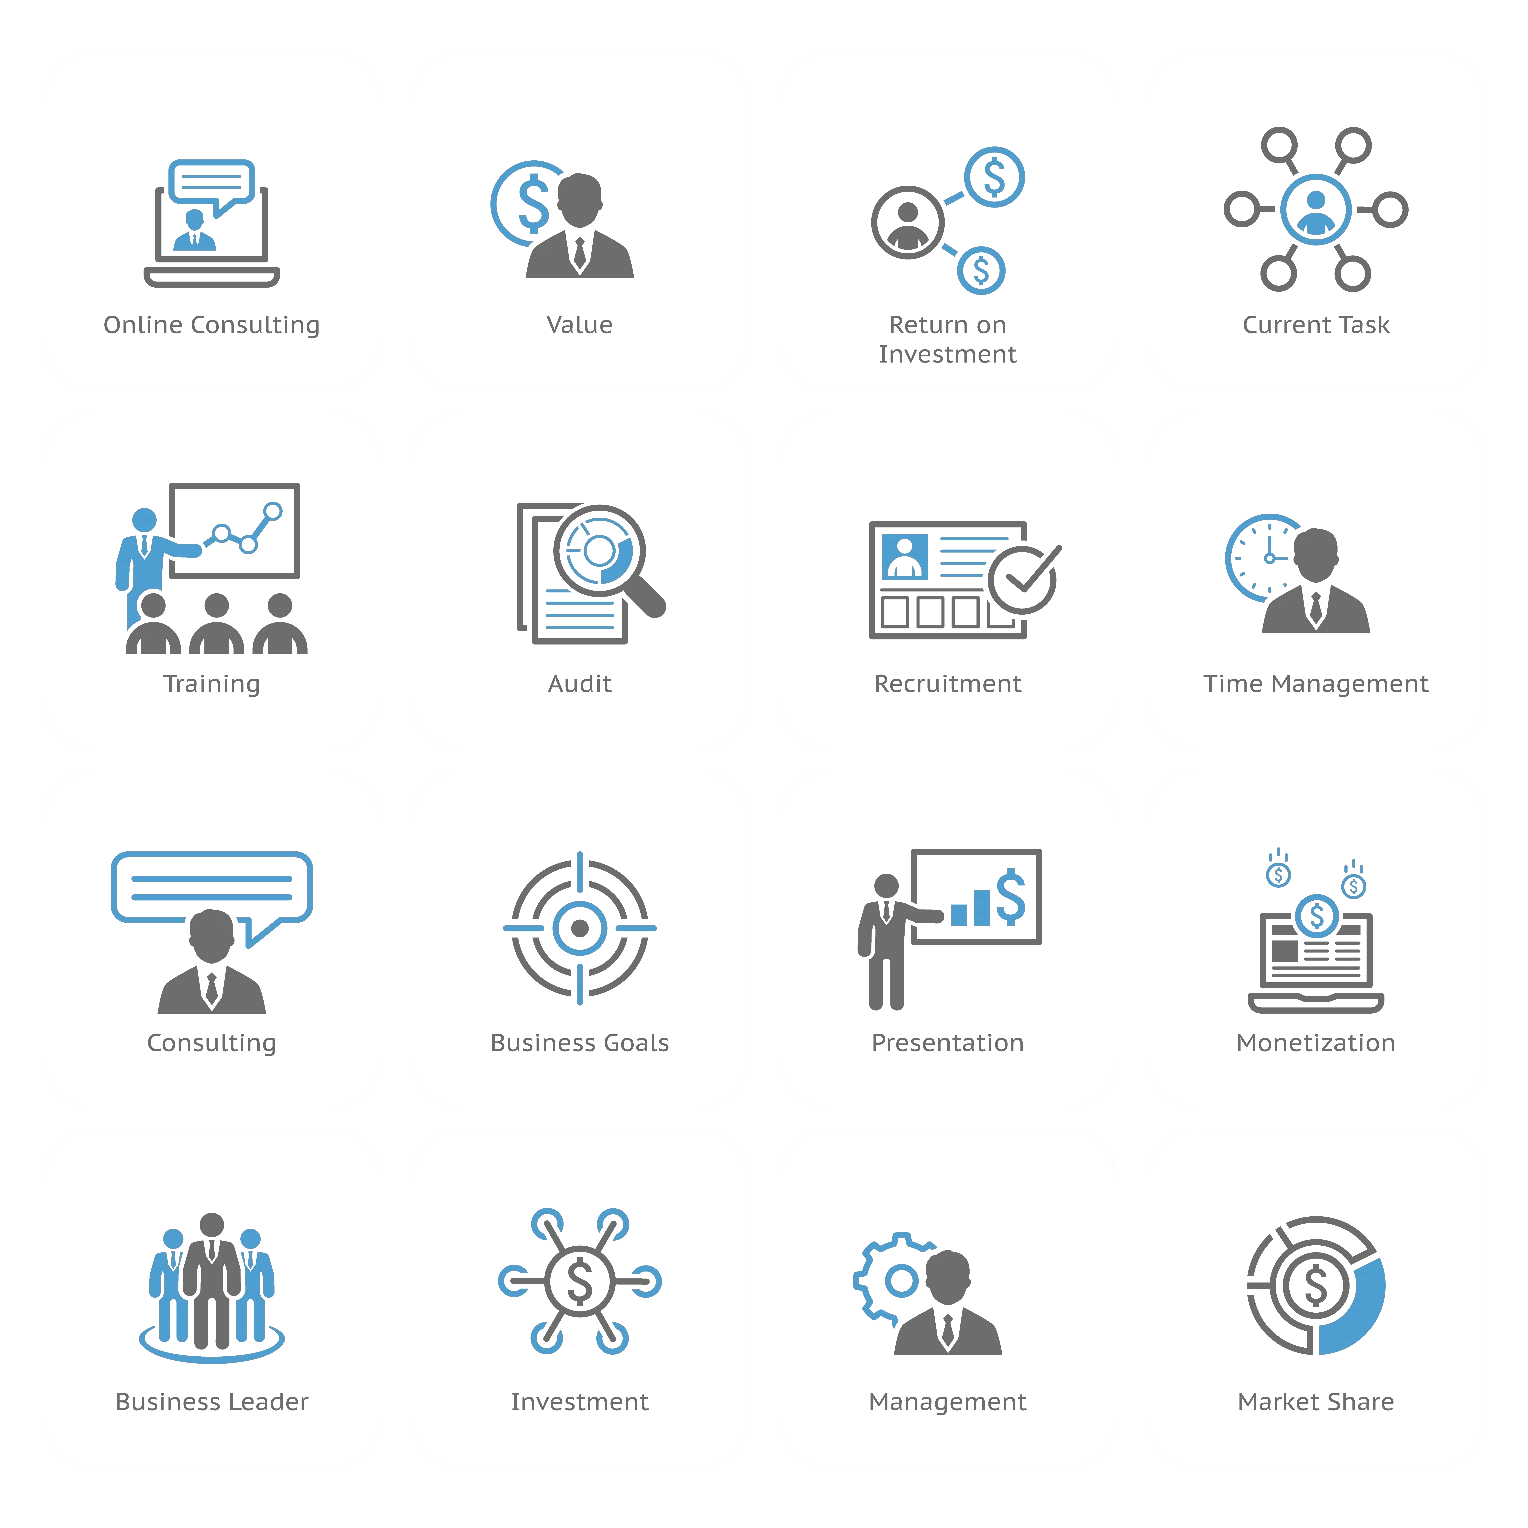 Online Consulting
Value
Return on
Investment
Current Task
Training
Audit
Recruitment
Time Management
Consulting
Business Goals
Presentation
Monetization
Business Leader
Investment
Management
Market Share